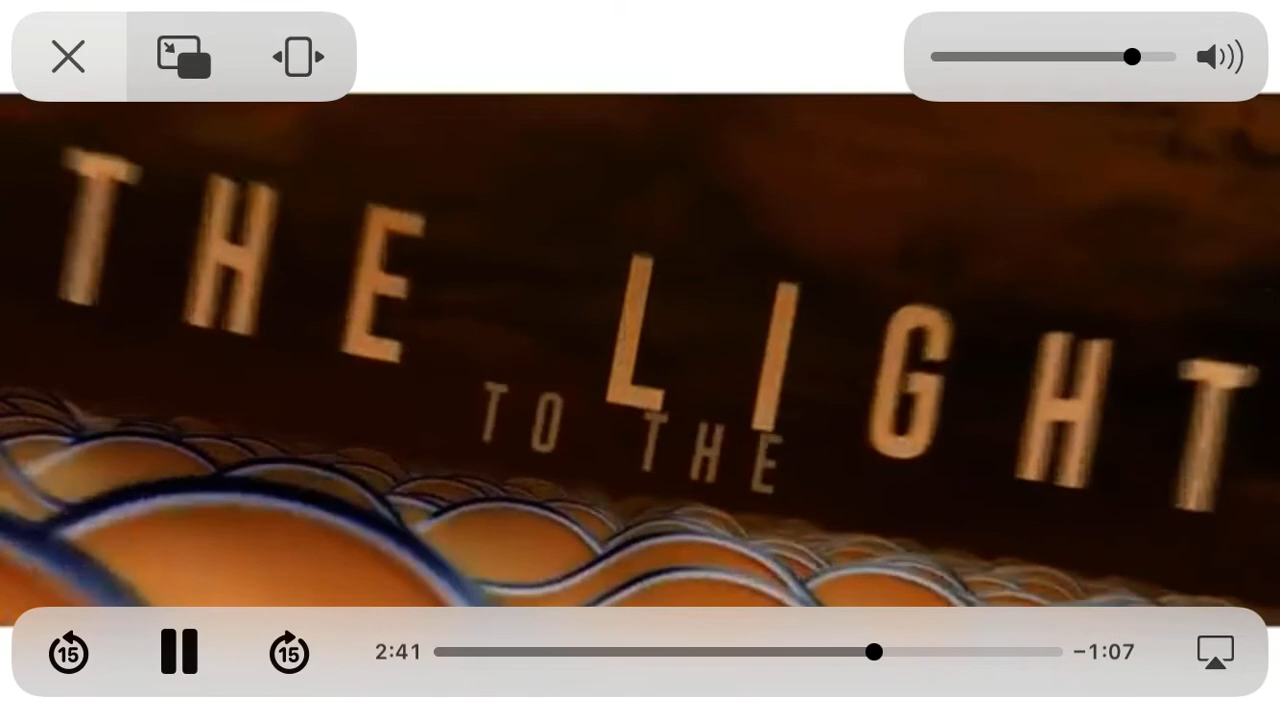 THE LIGHT
TO THE
15
15
2:41
−1:07